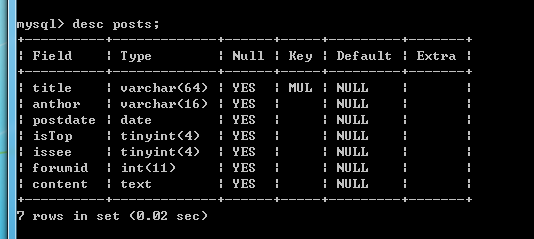 mysql> desc posts;
+----------+-------------+------+-----+---------+-------+
| Field    | Type        | Null | Key | Default | Extra |
+----------+-------------+------+-----+---------+-------+
| title    | varchar(64) | YES  | MUL | NULL    |       |
| anthor   | varchar(16) | YES  |     | NULL    |       |
| postdate | date        | YES  |     | NULL    |       |
| isTop    | tinyint(4)  | YES  |     | NULL    |       |
| issee    | tinyint(4)  | YES  |     | NULL    |       |
| forumid  | int(11)     | YES  |     | NULL    |       |
| content  | text        | YES  |     | NULL    |       |
+----------+-------------+------+-----+---------+-------+
7 rows in set (0.02 sec)